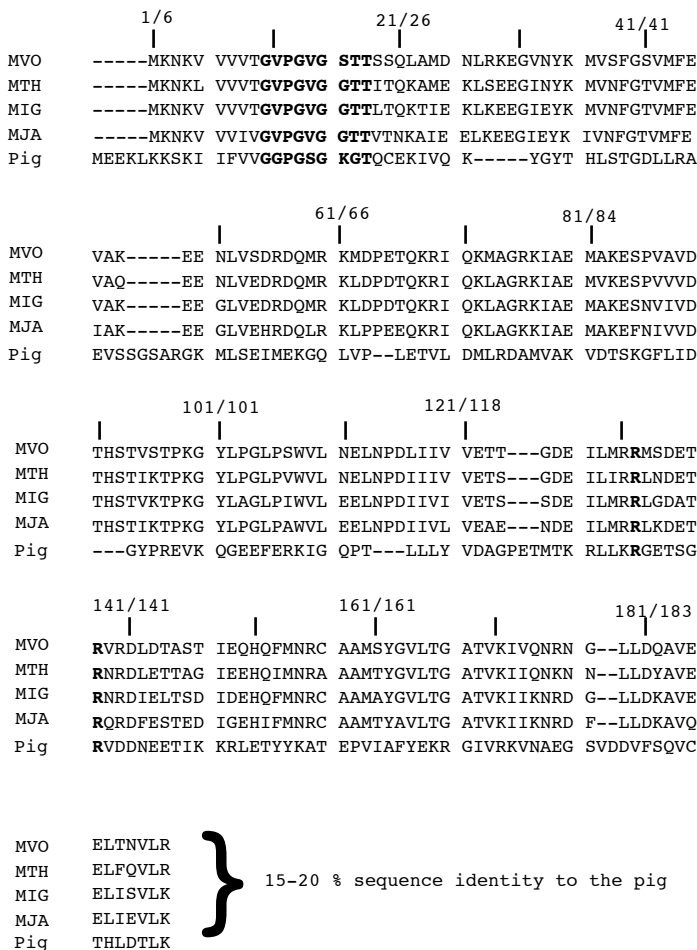 1/6 21/26 41/41
MVO -----MKNKV VVVTGVPGVG STTSSQLAMD NLRKEGVNYK MVSFGSVMFE
MTH -----MKNKL VVVTGVPGVG GTTITQKAME KLSEEGINYK MVNFGTVMFE
MIG -----MKNKV VVVTGVPGVG GTTLTQKTIE KLKEEGIEYK MVNFGTVMFE
MJA -----MKNKV VVIVGVPGVG GTTVTNKAIE ELKEEGIEYK IVNFGTVMFE
Pig MEEKLKKSKI IFVVGGPGSG KGTQCEKIVQ K-----YGYT HLSTGDLLRA
61/66 81/84
MVO VAK-----EE NLVSDRDQMR KMDPETQKRI QKMAGRKIAE MAKESPVAVD
MTH VAQ-----EE NLVEDRDQMR KLDPDTQKRI QKLAGRKIAE MVKESPVVVD
MIG VAK-----EE GLVEDRDQMR KLDPDTQKRI QKLAGRKIAE MAKESNVIVD
MJA IAK-----EE GLVEHRDQLR KLPPEEQKRI QKLAGKKIAE MAKEFNIVVD
Pig EVSSGSARGK MLSEIMEKGQ LVP--LETVL DMLRDAMVAK VDTSKGFLID
101/101 121/118
MVO THSTVSTPKG YLPGLPSWVL NELNPDLIIV VETT---GDE ILMRRMSDET
MTH THSTIKTPKG YLPGLPVWVL NELNPDIIIV VETS---GDE ILIRRLNDET
MIG THSTVKTPKG YLAGLPIWVL EELNPDIIVI VETS---SDE ILMRRLGDAT
MJA THSTIKTPKG YLPGLPAWVL EELNPDIIVL VEAE---NDE ILMRRLKDET
Pig ---GYPREVK QGEEFERKIG QPT---LLLY VDAGPETMTK RLLKRGETSG
141/141 161/161 181/183
MVO RVRDLDTAST IEQHQFMNRC AAMSYGVLTG ATVKIVQNRN G--LLDQAVE
MTH RNRDLETTAG IEEHQIMNRA AAMTYGVLTG ATVKIIQNKN N--LLDYAVE
MIG RNRDIELTSD IDEHQFMNRC AAMAYGVLTG ATVKIIKNRD G--LLDKAVE
MJA RQRDFESTED IGEHIFMNRC AAMTYAVLTG ATVKIIKNRD F--LLDKAVQ
Pig RVDDNEETIK KRLETYYKAT EPVIAFYEKR GIVRKVNAEG SVDDVFSQVC
MVO ELTNVLR
MTH ELFQVLR
MIG ELISVLK
MJA ELIEVLK
Pig THLDTLK
15-20 % sequence identity to the pig